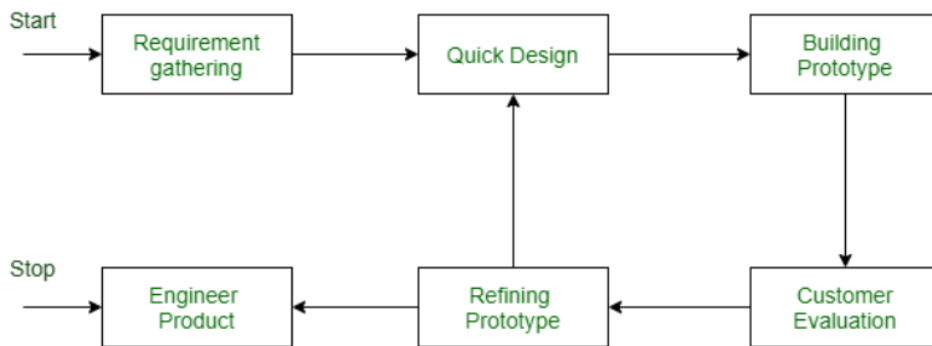 Start
Requirement
gathering
Quick Design
Building
Prototype
Stop
Engineer
Product
Refining
Prototype
Customer
Evaluation